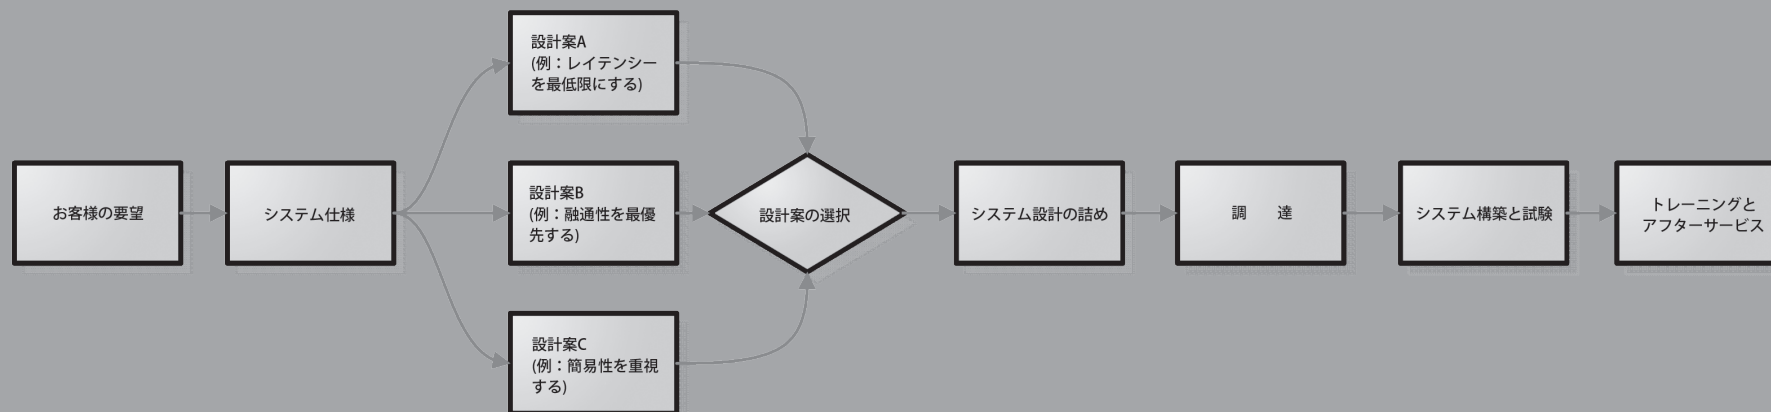 お客様の要望
システム仕様
設計案A
(例：レイテンシー
を最低限にする)
設計案B
(例：融通性を最優
先する)
設計案C
(例：簡易性を重視
する)
設計案の選択
システム設計の詰め
調　　達
システム構築と試験
トレーニングと
アフターサービス